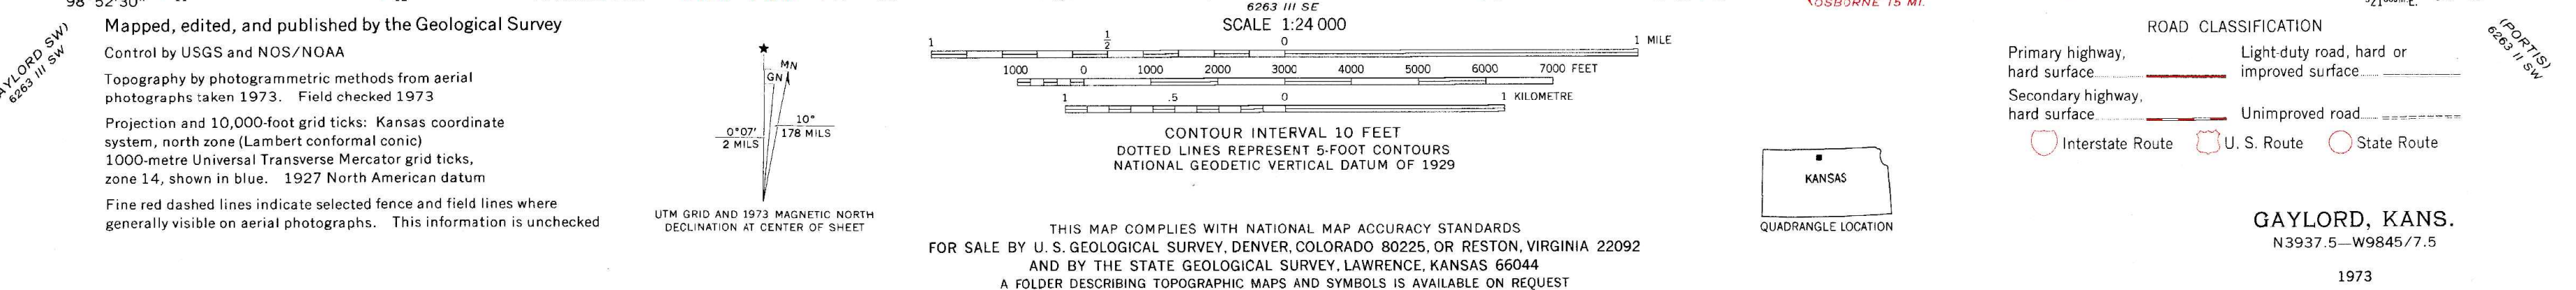 98°52'30"
6263 III SE
OSBORNE 15 MI.
(PORTIS)
6263 II SW
AYLORD SW)
6263 III SW
Mapped, edited, and published by the Geological Survey
Control by USGS and NOS/NOAA
Topography by photogrammetric methods from aerial
photographs taken 1973. Field checked 1973
Projection and 10,000-foot grid ticks: Kansas coordinate
system, north zone (Lambert conformal conic)
1000-metre Universal Transverse Mercator grid ticks,
zone 14, shown in blue. 1927 North American datum
Fine red dashed lines indicate selected fence and field lines where
generally visible on aerial photographs. This information is unchecked
MN
GN
0°07'
2 MILS
10°
178 MILS
UTM GRID AND 1973 MAGNETIC NORTH
DECLINATION AT CENTER OF SHEET
SCALE 1:24 000
1 1/2 0 1 MILE
1000 0 1000 2000 3000 4000 5000 6000 7000 FEET
1 .5 0 1 KILOMETRE
CONTOUR INTERVAL 10 FEET
DOTTED LINES REPRESENT 5-FOOT CONTOURS
NATIONAL GEODETIC VERTICAL DATUM OF 1929
THIS MAP COMPLIES WITH NATIONAL MAP ACCURACY STANDARDS
FOR SALE BY U. S. GEOLOGICAL SURVEY, DENVER, COLORADO 80225, OR RESTON, VIRGINIA 22092
AND BY THE STATE GEOLOGICAL SURVEY, LAWRENCE, KANSAS 66044
A FOLDER DESCRIBING TOPOGRAPHIC MAPS AND SYMBOLS IS AVAILABLE ON REQUEST
KANSAS
QUADRANGLE LOCATION
ROAD CLASSIFICATION
Primary highway,
hard surface
Light-duty road, hard or
improved surface
Secondary highway,
hard surface
Unimproved road
Interstate Route
U. S. Route
State Route
GAYLORD, KANS.
N3937.5—W9845/7.5
1973